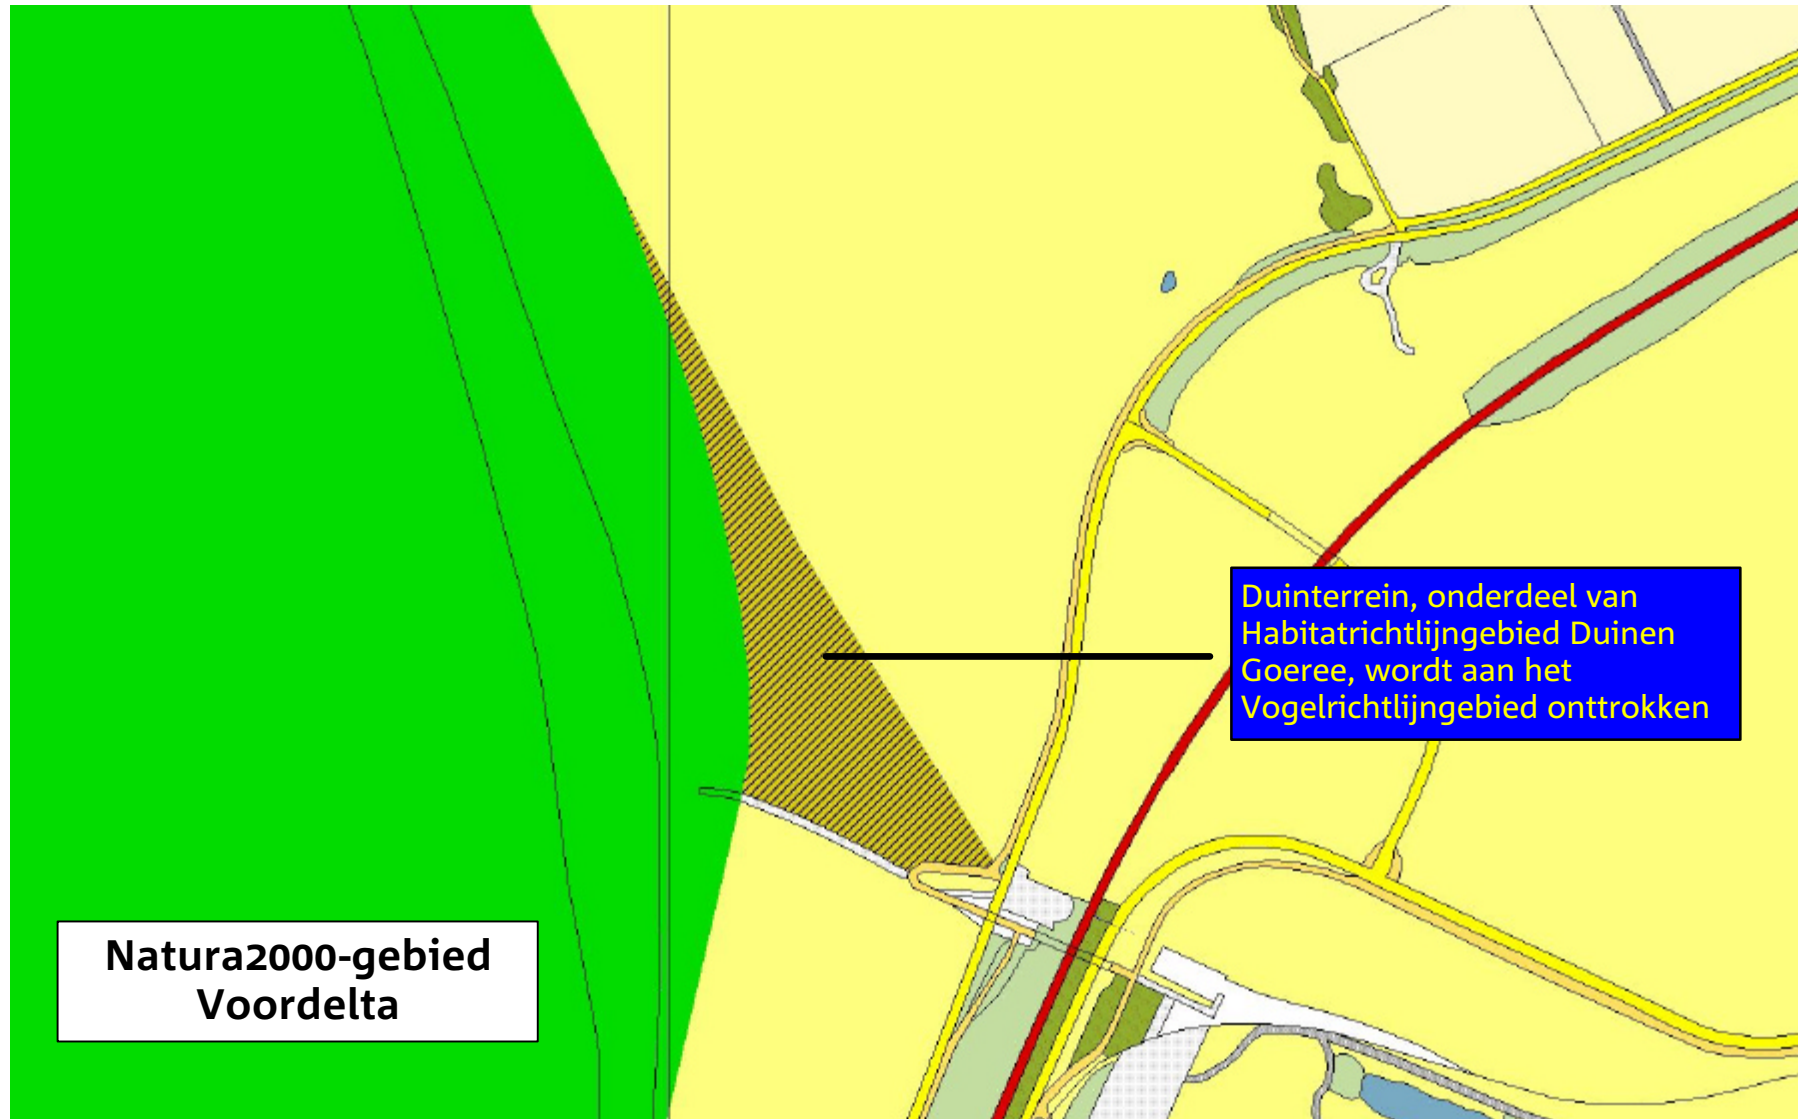 Duinterrein, onderdeel van
Habitatrichtlijngebied Duinen
Goeree, wordt aan het
Vogelrichtlijngebied onttrokken
Natura2000-gebied
Voordelta